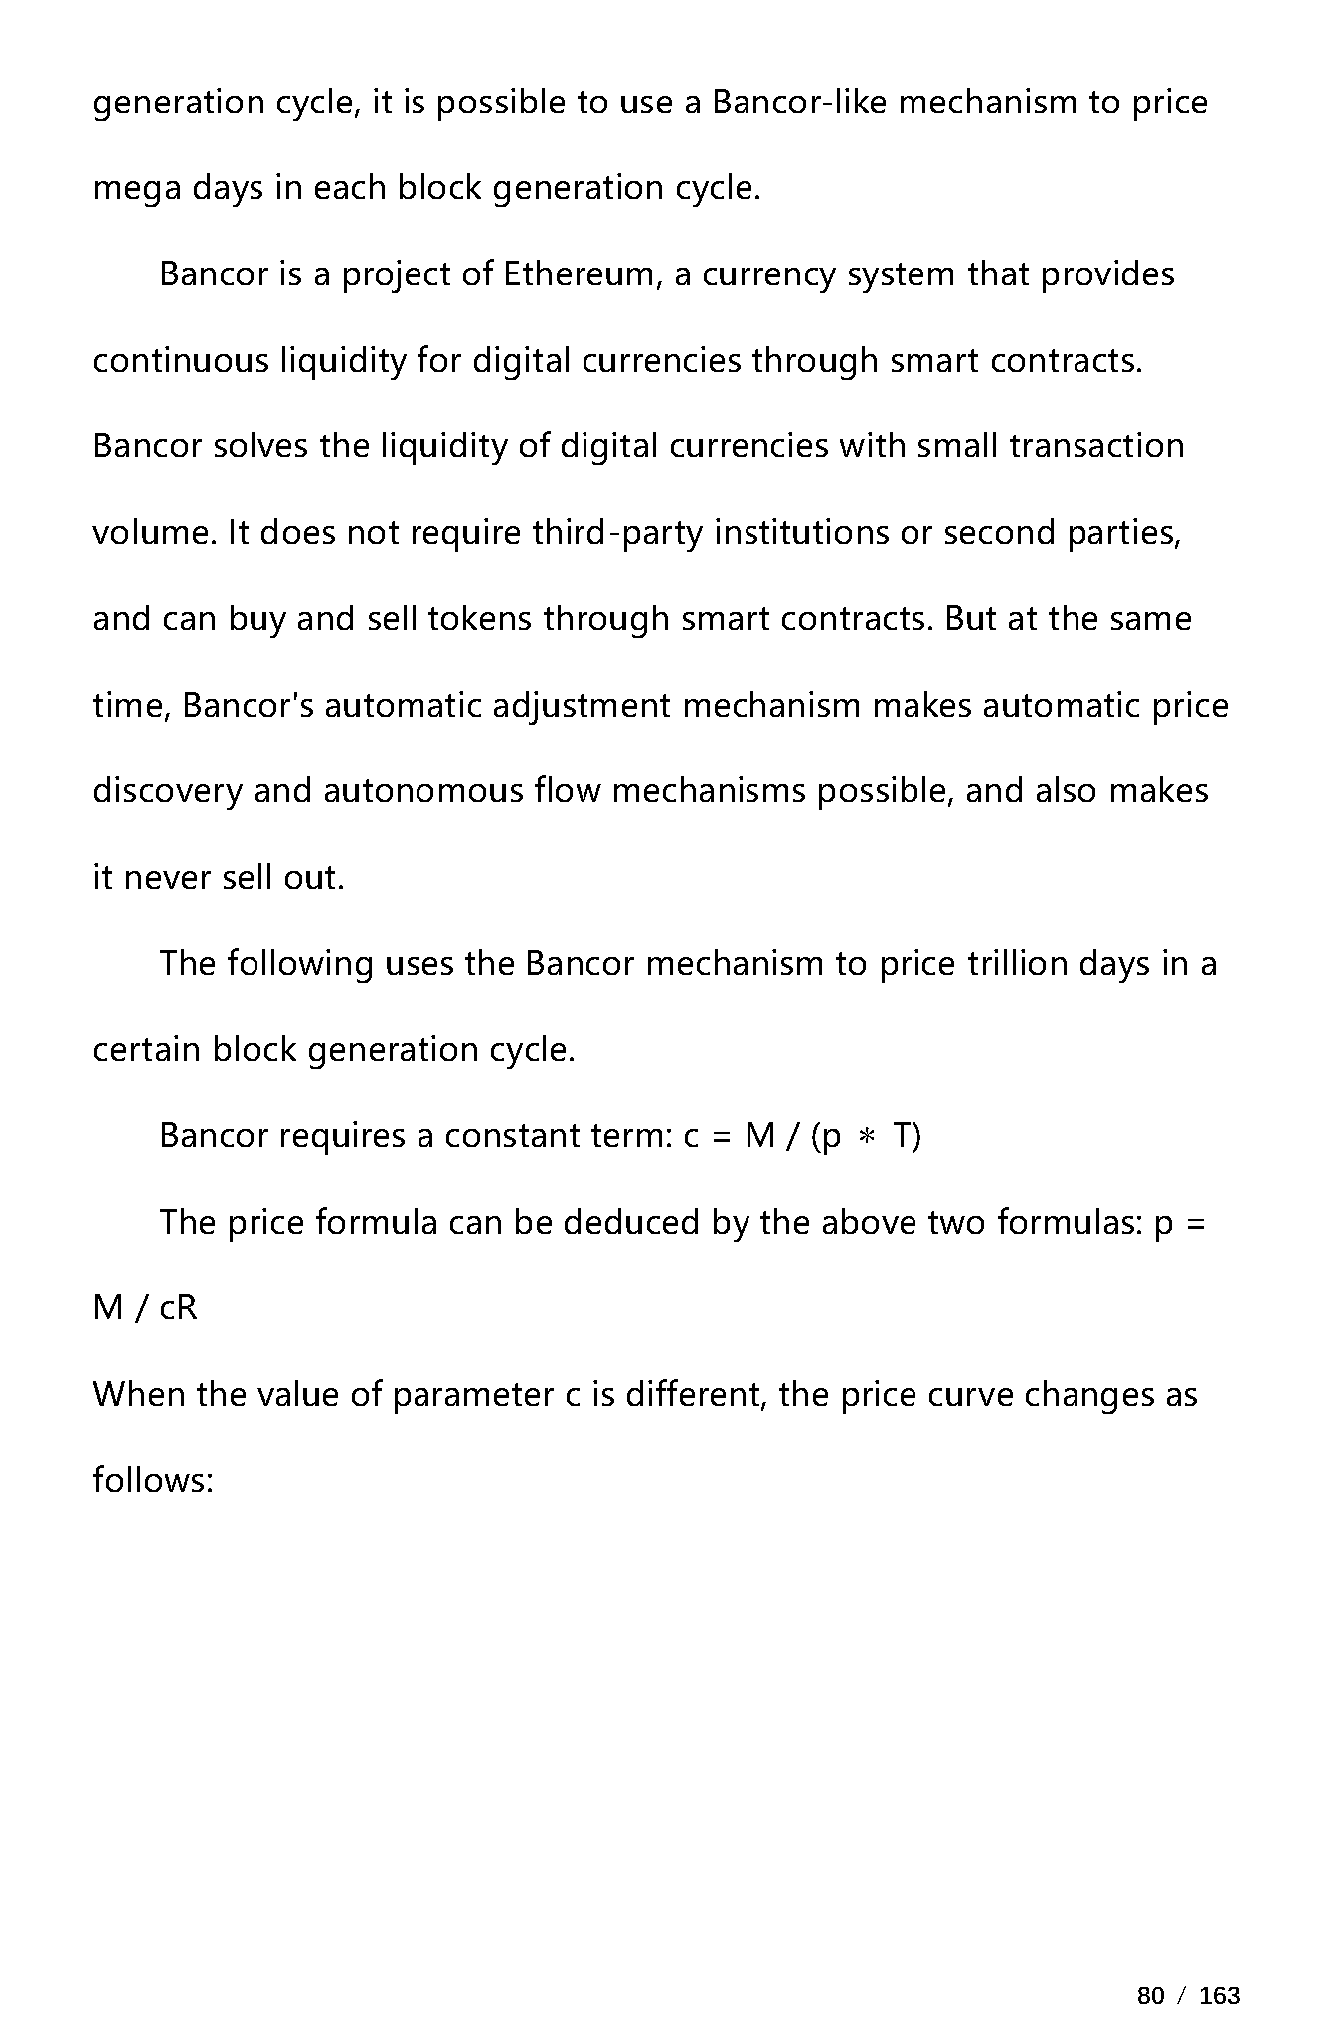 generation cycle, it is possible to use a Bancor-like mechanism to price
mega days in each block generation cycle.
Bancor is a project of Ethereum, a currency system that provides
continuous liquidity for digital currencies through smart contracts.
Bancor solves the liquidity of digital currencies with small transaction
volume. It does not require third-party institutions or second parties,
and can buy and sell tokens through smart contracts. But at the same
time, Bancor's automatic adjustment mechanism makes automatic price
discovery and autonomous flow mechanisms possible, and also makes
it never sell out.
The following uses the Bancor mechanism to price trillion days in a
certain block generation cycle.
Bancor requires a constant term: c = M / (p * T)
The price formula can be deduced by the above two formulas: p =
M / cR
When the value of parameter c is different, the price curve changes as
follows:
80 / 163